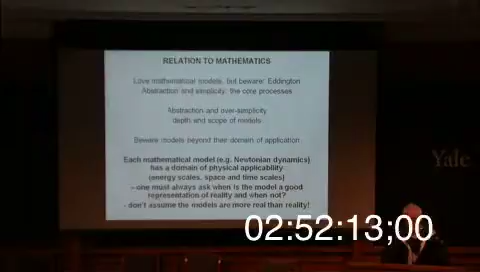 RELATION TO MATHEMATICS
Love mathematical models, but beware: Eddington
Abstraction and simplicity: the core processes
Abstraction and over-simplicity
depth and scope of models
Beware models beyond their domain of application
Each mathematical model (e.g. Newtonian dynamics)
has a domain of physical applicability
(energy scales, space and time scales)
– one must always ask when is the model a good
representation of reality and when not?
- don't assume the models are more real than reality!
Yale
02:52:13;00